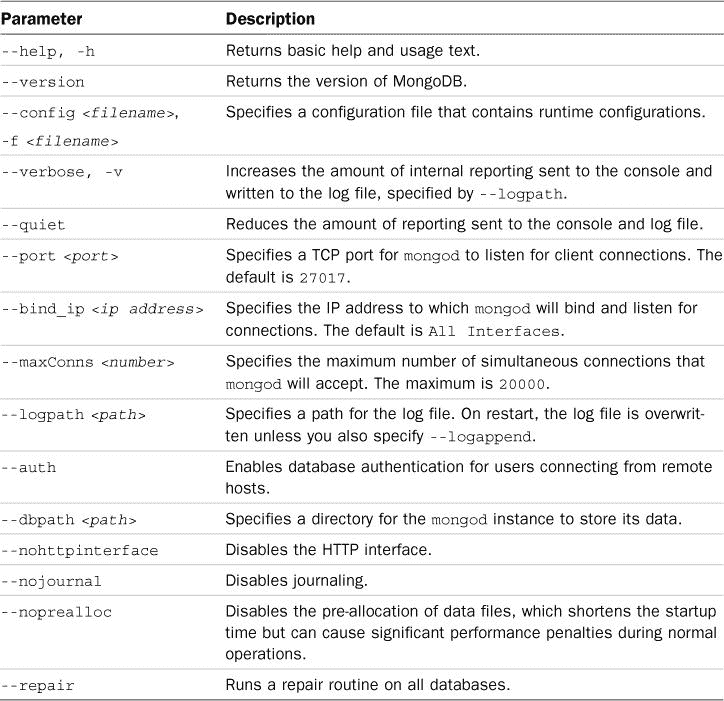 Parameter Description
--help, -h Returns basic help and usage text.
--version Returns the version of MongoDB.
--config <filename>, Specifies a configuration file that contains runtime configurations.
-f <filename>
--verbose, -v Increases the amount of internal reporting sent to the console and
written to the log file, specified by --logpath.
--quiet Reduces the amount of reporting sent to the console and log file.
--port <port> Specifies a TCP port for mongod to listen for client connections. The
default is 27017.
--bind_ip <ip address> Specifies the IP address to which mongod will bind and listen for
connections. The default is All Interfaces.
--maxConns <number> Specifies the maximum number of simultaneous connections that
mongod will accept. The maximum is 20000.
--logpath <path> Specifies a path for the log file. On restart, the log file is overwrit-
ten unless you also specify --logappend.
--auth Enables database authentication for users connecting from remote
hosts.
--dbpath <path> Specifies a directory for the mongod instance to store its data.
--nohttpinterface Disables the HTTP interface.
--nojournal Disables journaling.
--noprealloc Disables the pre-allocation of data files, which shortens the startup
time but can cause significant performance penalties during normal
operations.
--repair Runs a repair routine on all databases.